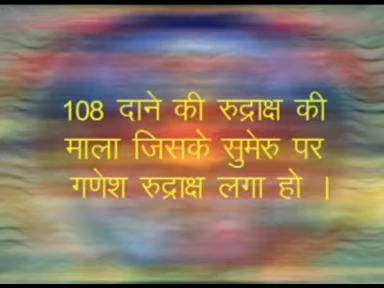 108 दाने की रुद्राक्ष की
माला जिसके सुमेरु पर
गणेश रुद्राक्ष लगा हो ।